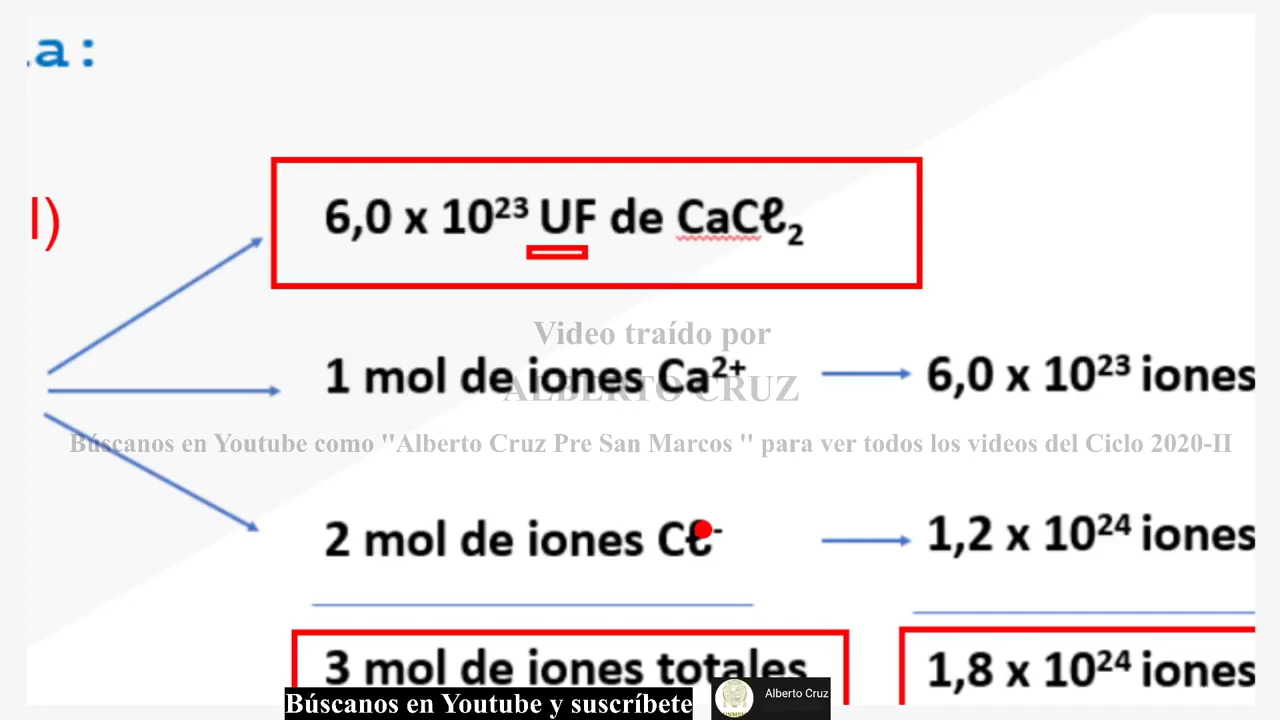 a:
l)
6,0 x 10²³ UF de CaCℓ₂
Video traído por
1 mol de iones Ca²⁺
6,0 x 10²³ iones
ALBERTO CRUZ
Búscanos en Youtube como "Alberto Cruz Pre San Marcos " para ver todos los videos del Ciclo 2020-II
2 mol de iones Cℓ⁻
1,2 x 10²⁴ iones
3 mol de iones totales
1,8 x 10²⁴ iones
Búscanos en Youtube y suscríbete
Alberto Cruz